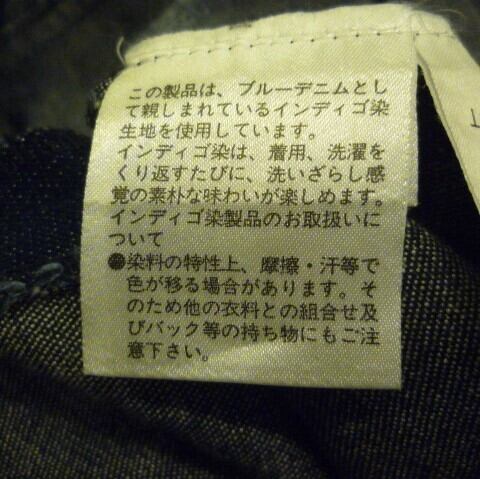 この製品は、ブルーデニムとし
て親しまれているインディゴ染
生地を使用しています。
インディゴ染は、着用、洗濯を
くり返すたびに、洗いざらし感
覚の素朴な味わいが楽しめます。
インディゴ染製品のお取扱いに
ついて
●染料の特性上、摩擦・汗等で
色が移る場合があります。そ
のため他の衣料との組合せ及
びバック等の持ち物にもご注
意下さい。